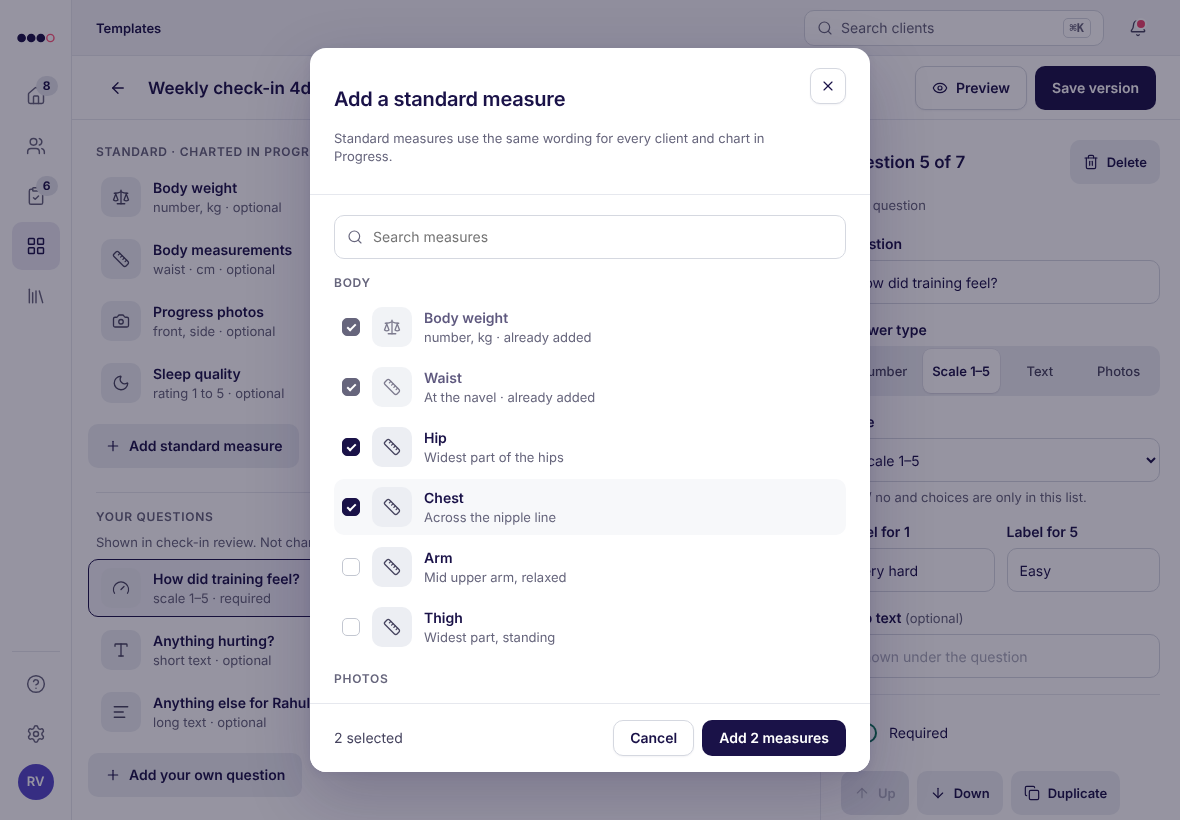 Templates
Search clients
⌘K
8
6
Weekly check-in 4d
Preview
Save version
STANDARD · CHARTED IN PROGR
Body weight
number, kg · optional
Body measurements
waist · cm · optional
Progress photos
front, side · optional
Sleep quality
rating 1 to 5 · optional
Add standard measure
YOUR QUESTIONS
Shown in check-in review. Not char
How did training feel?
scale 1–5 · required
Anything hurting?
short text · optional
Anything else for Rahul
long text · optional
Add your own question
RV
Add a standard measure
Standard measures use the same wording for every client and chart in
Progress.
Search measures
BODY
Body weight
number, kg · already added
Waist
At the navel · already added
Hip
Widest part of the hips
Chest
Across the nipple line
Arm
Mid upper arm, relaxed
Thigh
Widest part, standing
PHOTOS
2 selected
Cancel
Add 2 measures
estion 5 of 7
Delete
question
stion
ow did training feel?
wer type
umber
Scale 1–5
Text
Photos
cale 1–5
no and choices are only in this list.
el for 1
Label for 5
ry hard
Easy
text (optional)
own under the question
Required
Up
Down
Duplicate